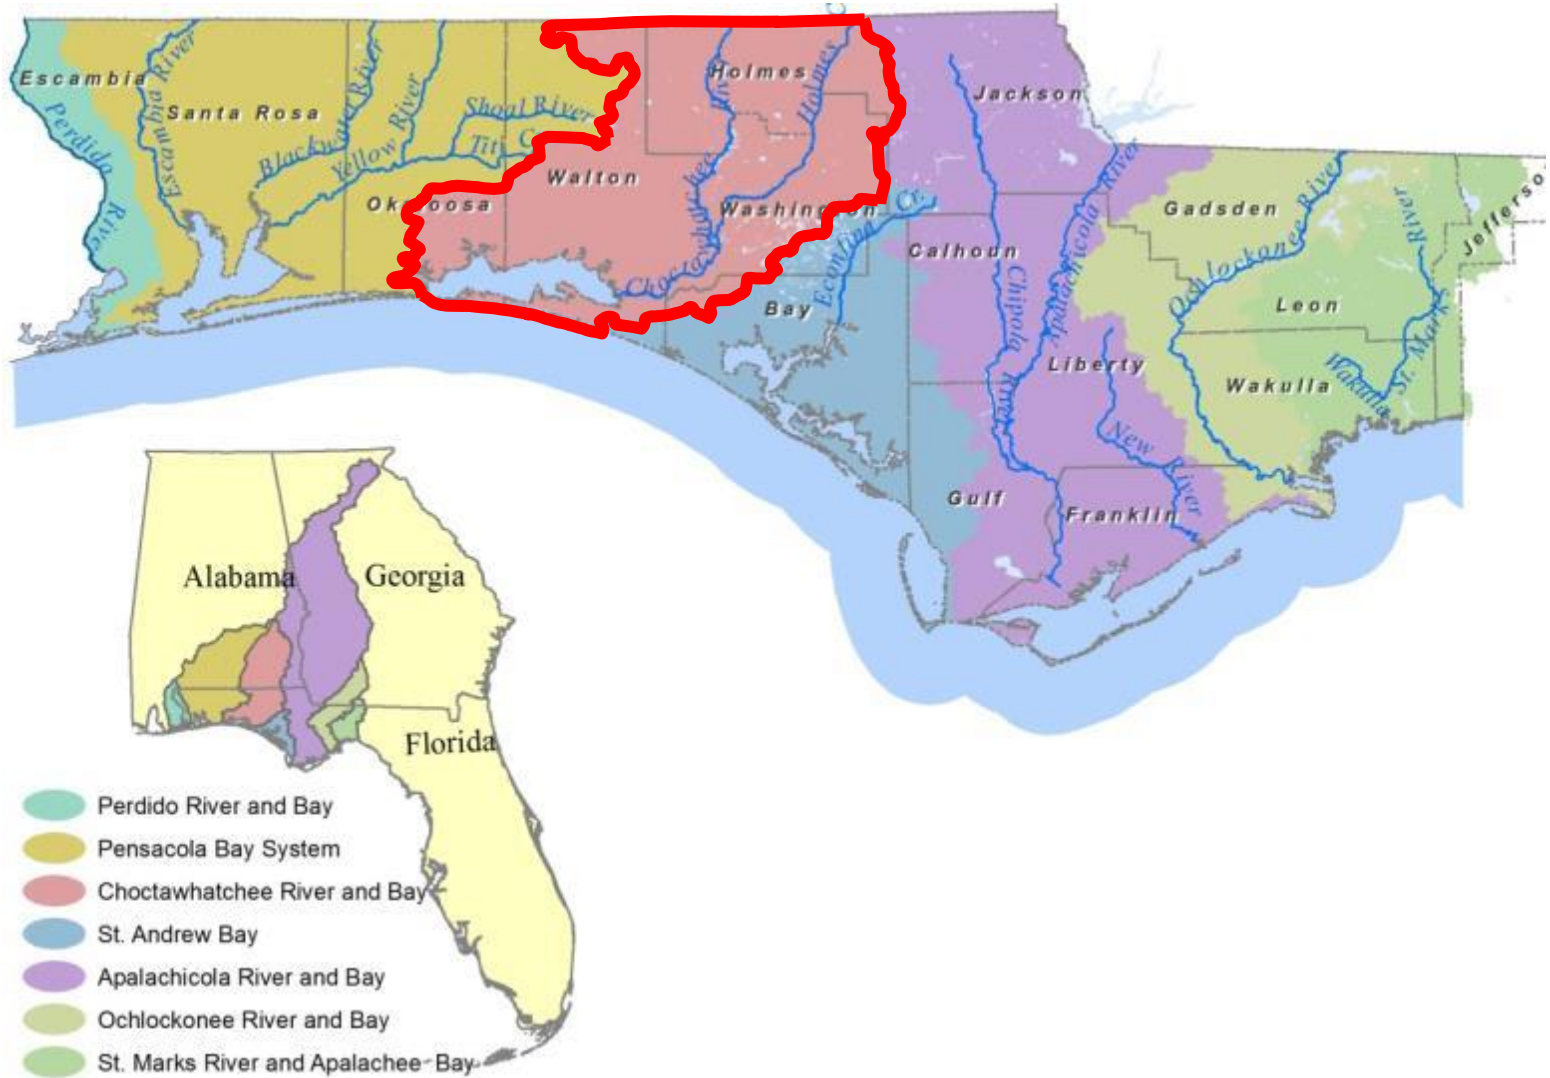 Escambia
Perdido
River
Escambia River
Santa Rosa
Blackwater River
Yellow River
Shoal River
Okaloosa
Walton
Holmes
River
Holmes
C
Choctawhatchee
Washington
Econfina Cr.
Bay
Jackson
Calhoun
Chipola River
Apalachicola River
Liberty
New River
Gulf
Franklin
Gadsden
Ochlockonee River
Leon
Wakulla
Wakulla
St. Marks
River
Jefferso
Alabama
Georgia
Florida
Perdido River and Bay
Pensacola Bay System
Choctawhatchee River and Bay
St. Andrew Bay
Apalachicola River and Bay
Ochlockonee River and Bay
St. Marks River and Apalachee Bay